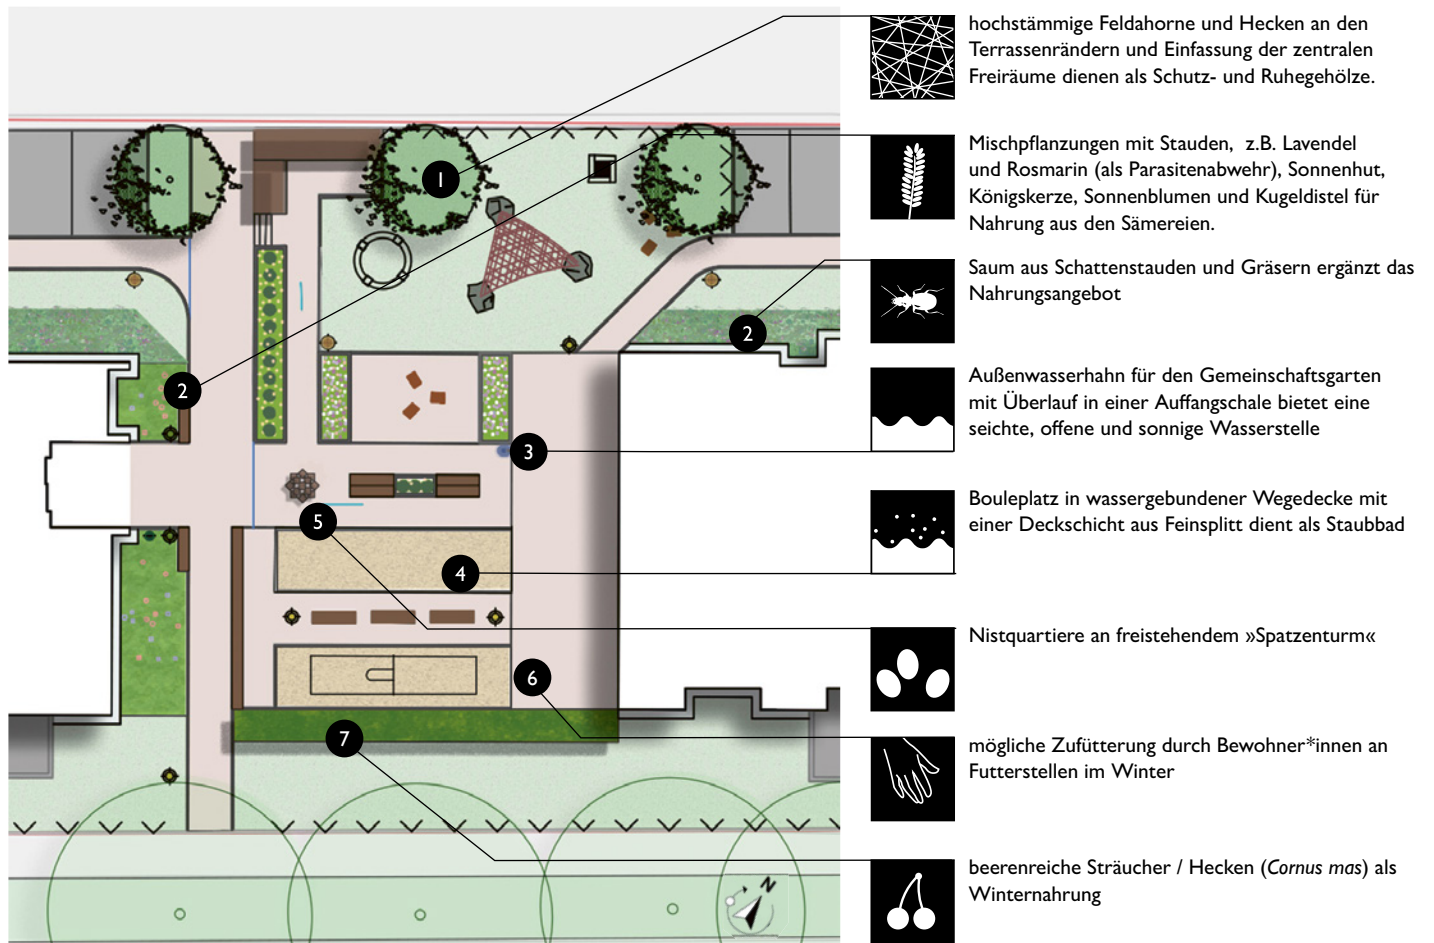 hochstämmige Feldahorne und Hecken an den
Terrassenrändern und Einfassung der zentralen
Freiräume dienen als Schutz- und Ruhegehölze.
Mischpflanzungen mit Stauden, z.B. Lavendel
und Rosmarin (als Parasitenabwehr), Sonnenhut,
Königskerze, Sonnenblumen und Kugeldistel für
Nahrung aus den Sämereien.
Saum aus Schattenstauden und Gräsern ergänzt das
Nahrungsangebot
Außenwasserhahn für den Gemeinschaftsgarten
mit Überlauf in einer Auffangschale bietet eine
seichte, offene und sonnige Wasserstelle
Bouleplatz in wassergebundener Wegedecke mit
einer Deckschicht aus Feinsplitt dient als Staubbad
Nistquartiere an freistehendem »Spatzenturm«
mögliche Zufütterung durch Bewohner*innen an
Futterstellen im Winter
beerenreiche Sträucher / Hecken (Cornus mas) als
Winternahrung
1
2
2
3
5
4
6
7
N